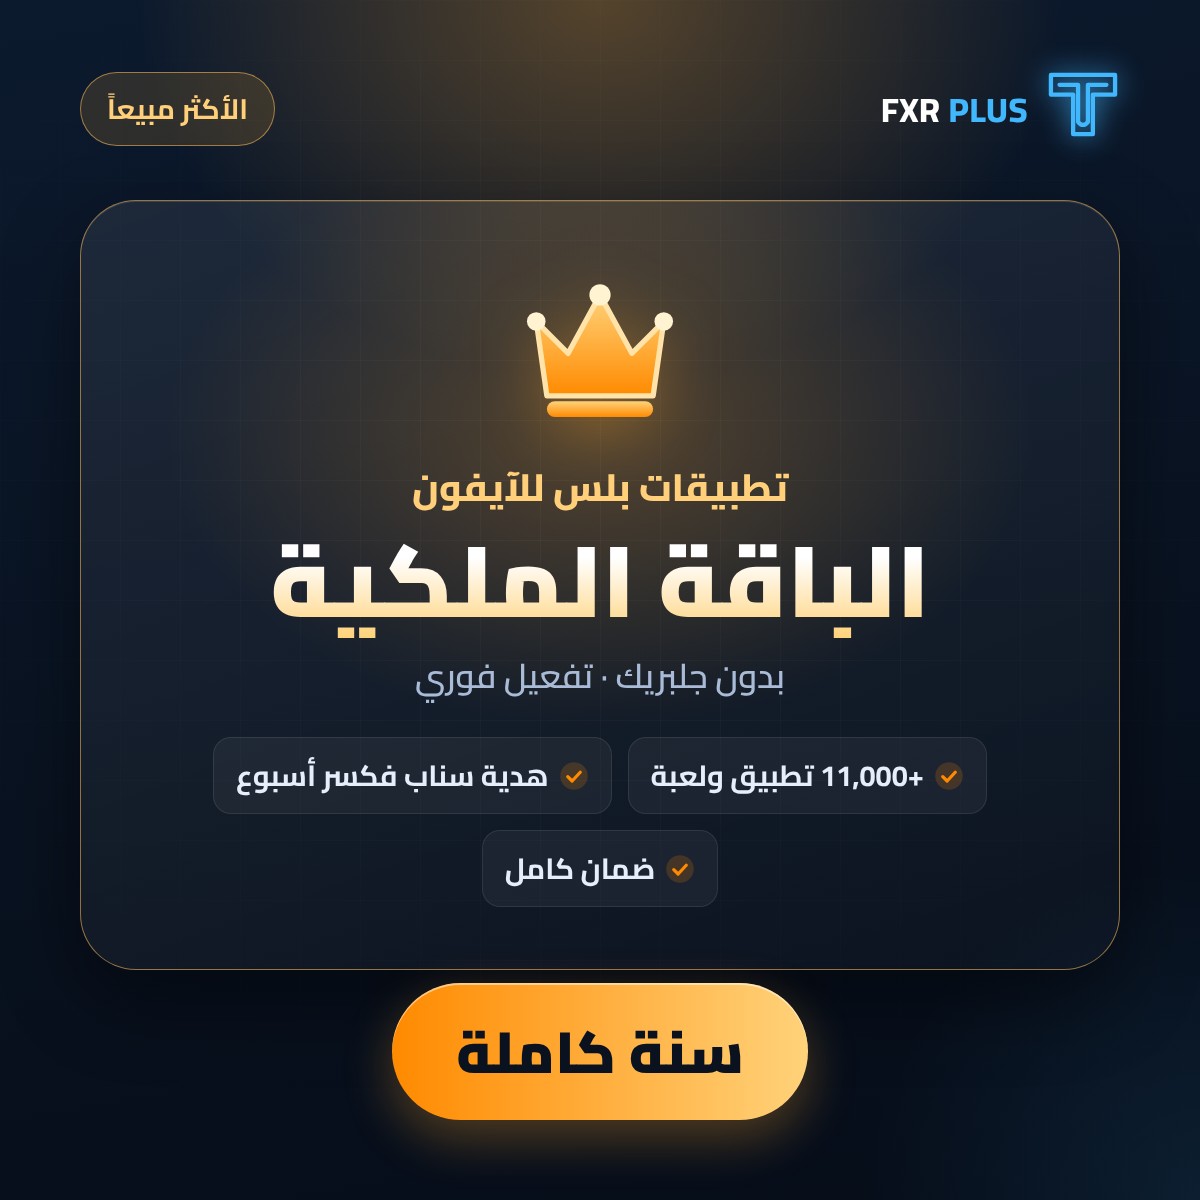 FXR PLUS
الأكثر مبيعاً
تطبيقات بلس للآيفون
الباقة الملكية
بدون جلبريك · تفعيل فوري
+11,000 تطبيق ولعبة
هدية سناب فكسر أسبوع
ضمان كامل
سنة كاملة